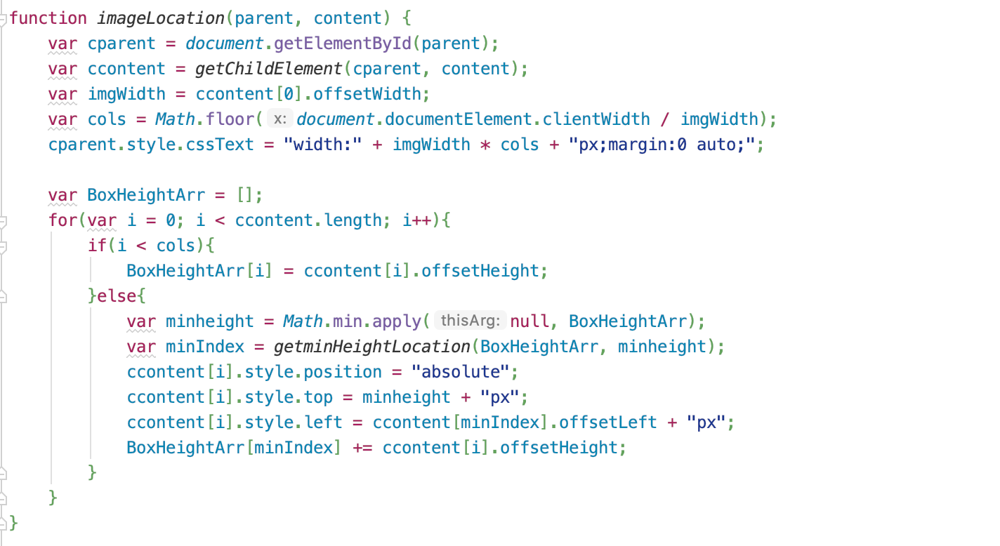 function imageLocation(parent, content) {
    var cparent = document.getElementById(parent);
    var ccontent = getChildElement(cparent, content);
    var imgWidth = ccontent[0].offsetWidth;
    var cols = Math.floor( x: document.documentElement.clientWidth / imgWidth);
    cparent.style.cssText = "width:" + imgWidth * cols + "px;margin:0 auto;";

    var BoxHeightArr = [];
    for(var i = 0; i < ccontent.length; i++){
        if(i < cols){
            BoxHeightArr[i] = ccontent[i].offsetHeight;
        }else{
            var minheight = Math.min.apply( thisArg: null, BoxHeightArr);
            var minIndex = getminHeightLocation(BoxHeightArr, minheight);
            ccontent[i].style.position = "absolute";
            ccontent[i].style.top = minheight + "px";
            ccontent[i].style.left = ccontent[minIndex].offsetLeft + "px";
            BoxHeightArr[minIndex] += ccontent[i].offsetHeight;
        }
    }
}